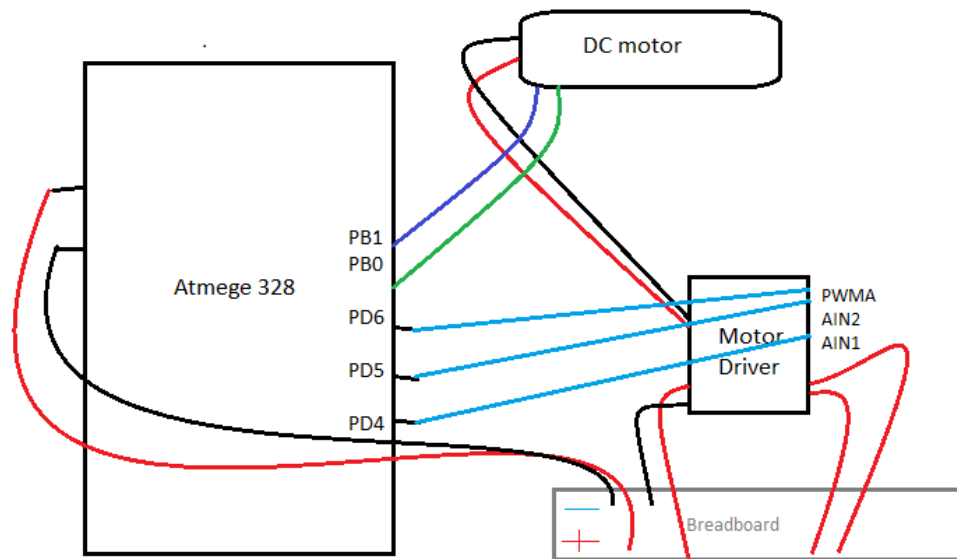 DC motor
PB1
PB0
Atmege 328
PD6
PD5
PD4
PWMA
AIN2
AIN1
Motor
Driver
Breadboard